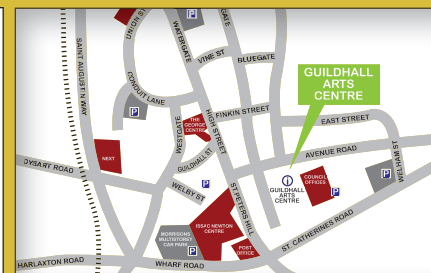 UNION ST
WATERGATE
GATE
P
VINE ST
BLUEGATE
SAINT AUGUSTIN WAY
CONDUIT LANE
P
GUILDHALL
ARTS
CENTRE
HIGH STREET
FINKIN STREET
EAST STREET
THE
GEORGE
CENTRE
WESTGATE
GUILDHALL ST
AVENUE ROAD
WELHAM ST
NEXT
DYSART ROAD
WELBY ST
P
i
GUILDHALL
ARTS
CENTRE
COUNCIL
OFFICES
P
P
ST PETERS HILL
ISSAC NEWTON
CENTRE
MORRISONS
MULTISTOREY
CAR PARK
P
POST
OFFICE
ST. CATHERINES ROAD
HARLAXTON ROAD
WHARF ROAD